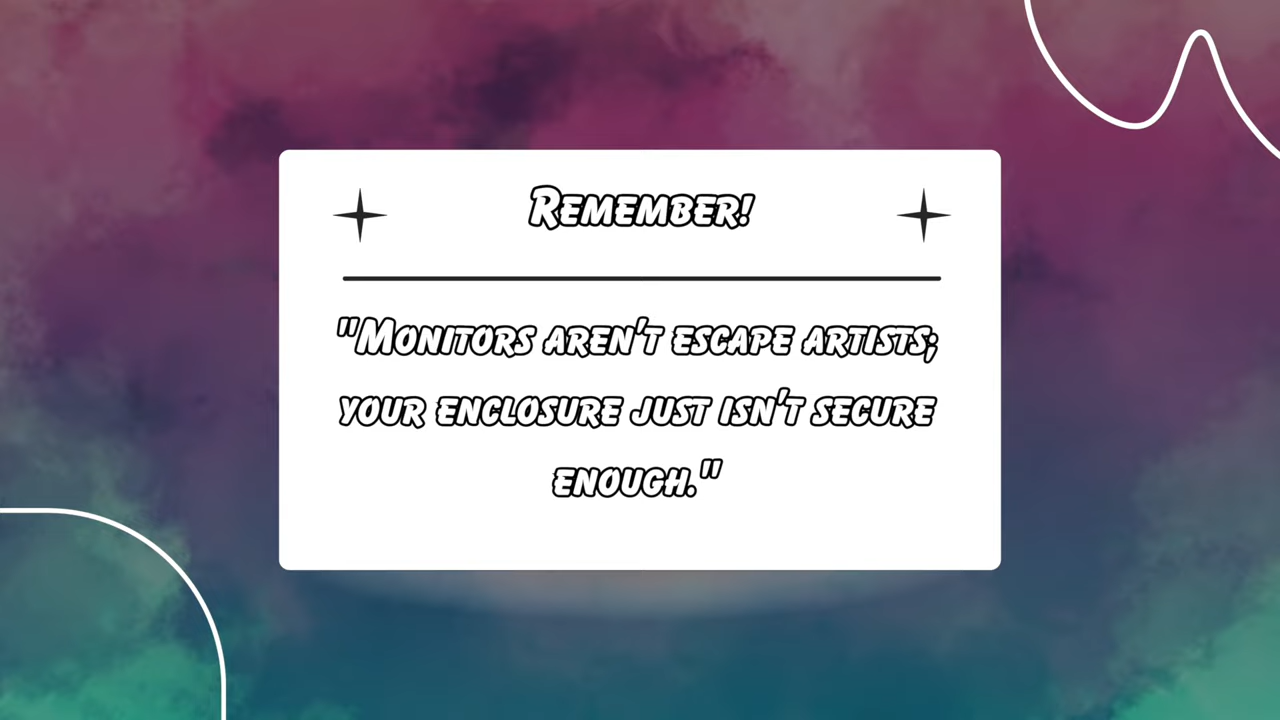 Remember!
"Monitors aren't escape artists;
your enclosure just isn't secure
enough."